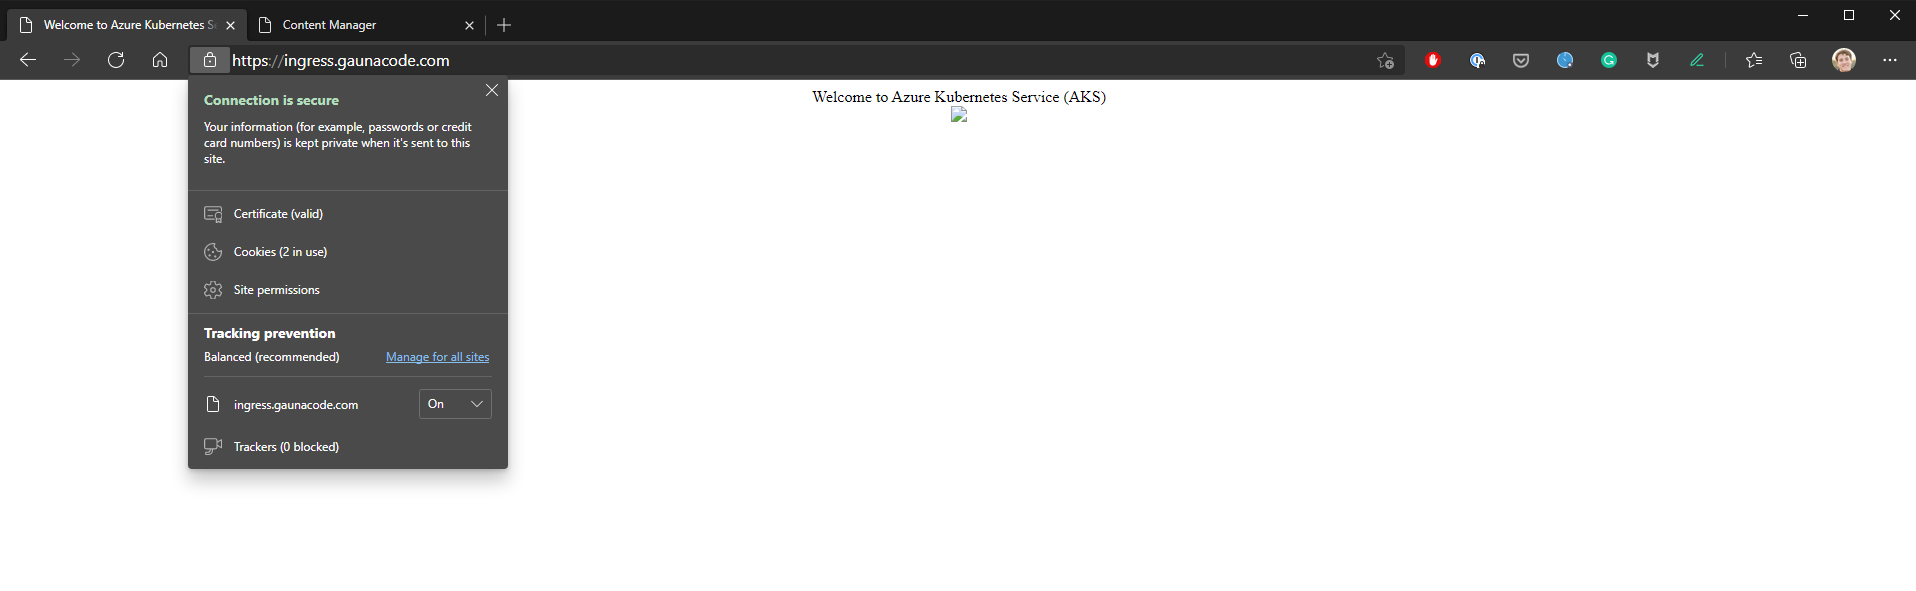 Welcome to Azure Kubernetes S
Content Manager
https://ingress.gaunacode.com
Connection is secure
Your information (for example, passwords or credit
card numbers) is kept private when it's sent to this
site.
Certificate (valid)
Cookies (2 in use)
Site permissions
Tracking prevention
Balanced (recommended)
Manage for all sites
ingress.gaunacode.com
On
Trackers (0 blocked)
Welcome to Azure Kubernetes Service (AKS)